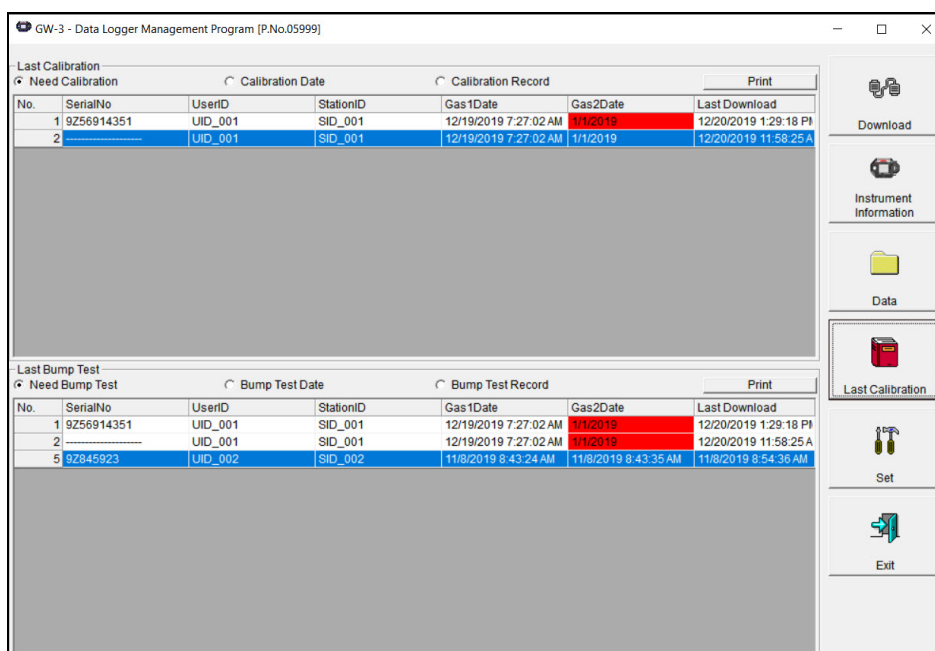 GW-3 - Data Logger Management Program [P.No.05999]
Last Calibration
Need Calibration Calibration Date Calibration Record Print
No. SerialNo UserID StationID Gas1Date Gas2Date Last Download
1 9Z56914351 UID_001 SID_001 12/19/2019 7:27:02 AM 1/1/2019 12/20/2019 1:29:18 PM
2 -------------------- UID_001 SID_001 12/19/2019 7:27:02 AM 1/1/2019 12/20/2019 11:58:25 A
Last Bump Test
Need Bump Test Bump Test Date Bump Test Record Print
No. SerialNo UserID StationID Gas1Date Gas2Date Last Download
1 9Z56914351 UID_001 SID_001 12/19/2019 7:27:02 AM 1/1/2019 12/20/2019 1:29:18 PM
2 -------------------- UID_001 SID_001 12/19/2019 7:27:02 AM 1/1/2019 12/20/2019 11:58:25 A
5 9Z845923 UID_002 SID_002 11/8/2019 8:43:24 AM 11/8/2019 8:43:35 AM 11/8/2019 8:54:36 AM
Download
Instrument
Information
Data
Last Calibration
Set
Exit